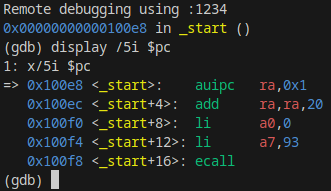 Remote debugging using :1234
0x00000000000100e8 in _start ()
(gdb) display /5i $pc
1: x/5i $pc
=> 0x100e8 <_start>: auipc ra,0x1
0x100ec <_start+4>: add ra,ra,20
0x100f0 <_start+8>: li a0,0
0x100f4 <_start+12>: li a7,93
0x100f8 <_start+16>: ecall
(gdb)